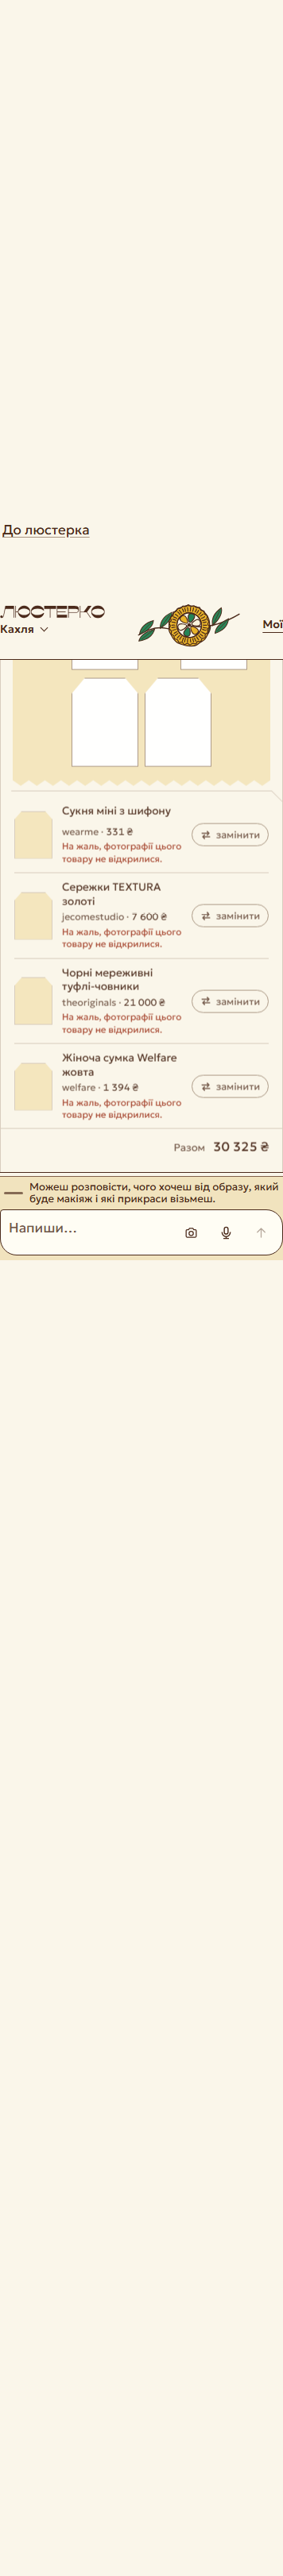 До люстерка
ЛЮСТЕРКО
Кахля
Мої
Сукня міні з шифону
wearme · 331 ₴
На жаль, фотографії цього
товару не відкрилися.
замінити
Сережки TEXTURA
золоті
jecomestudio · 7 600 ₴
На жаль, фотографії цього
товару не відкрилися.
замінити
Чорні мереживні
туфлі-човники
theoriginals · 21 000 ₴
На жаль, фотографії цього
товару не відкрилися.
замінити
Жіноча сумка Welfare
жовта
welfare · 1 394 ₴
На жаль, фотографії цього
товару не відкрилися.
замінити
Разом 30 325 ₴
Можеш розповісти, чого хочеш від образу, який
буде макіяж і які прикраси візьмеш.
Напиши...